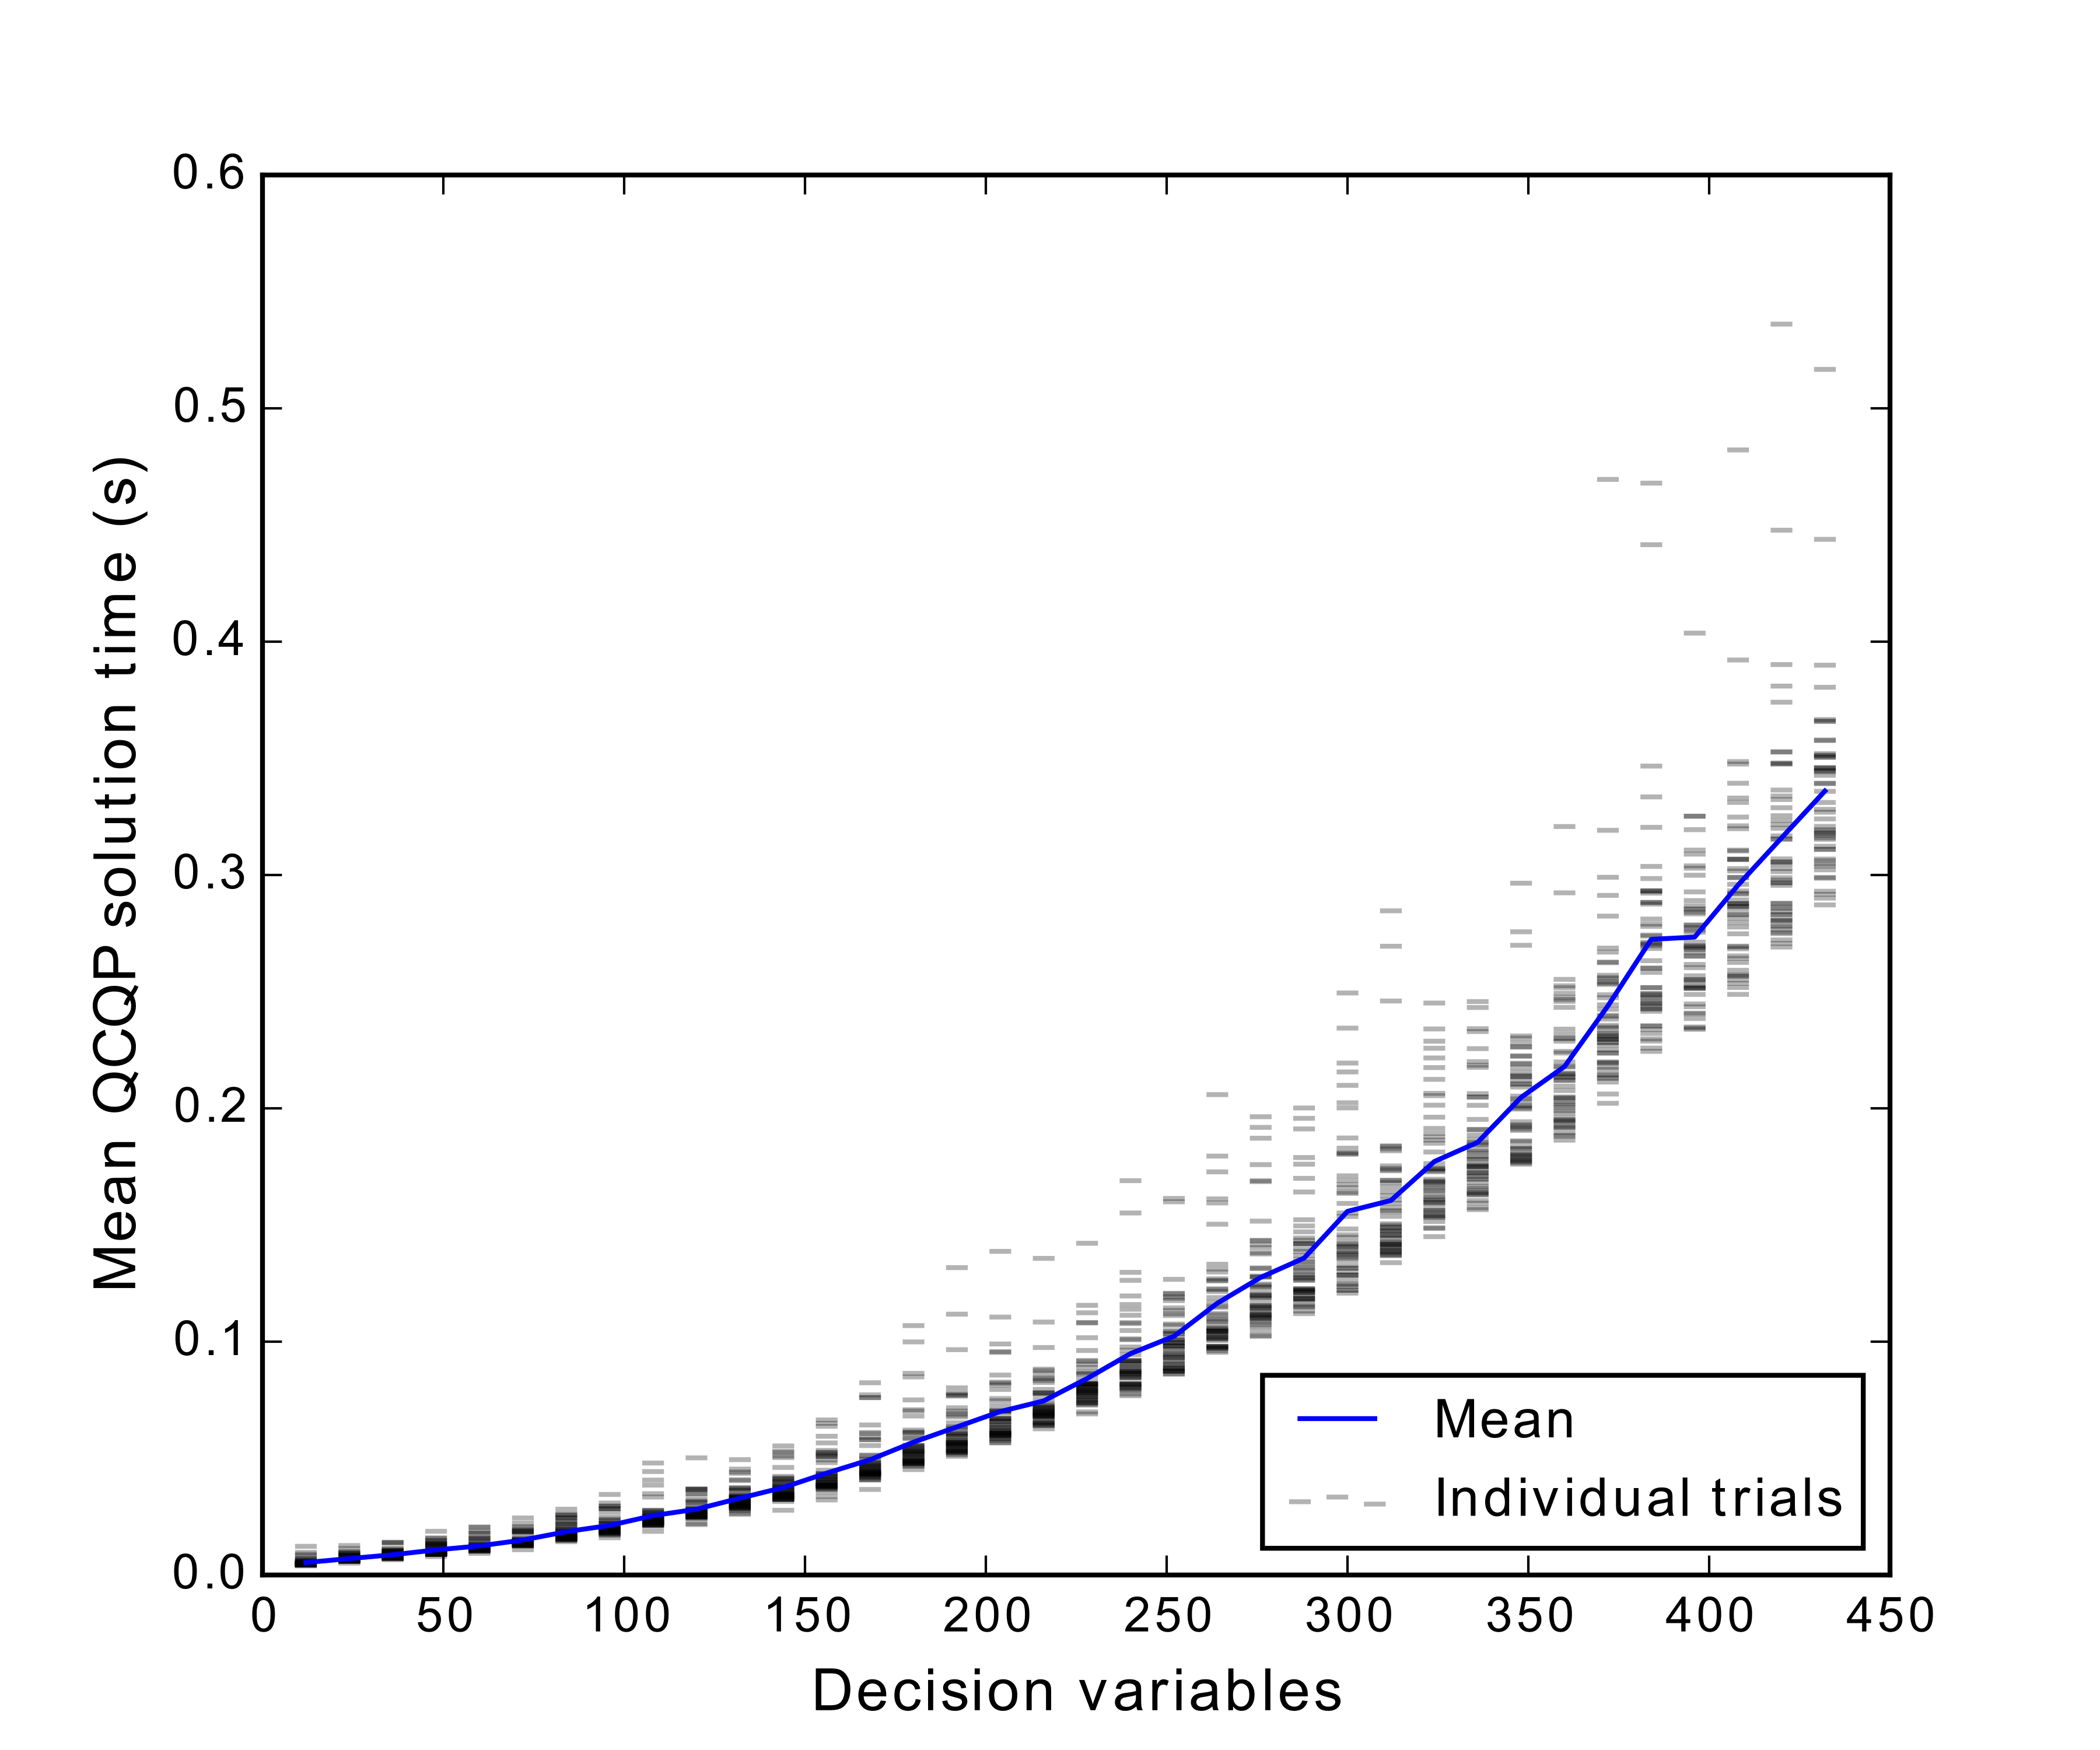 0.6
0.5
0.4
0.3
0.2
0.1
0.0
Mean QCQP solution time (s)
Mean
Individual trials
0 50 100 150 200 250 300 350 400 450
Decision variables